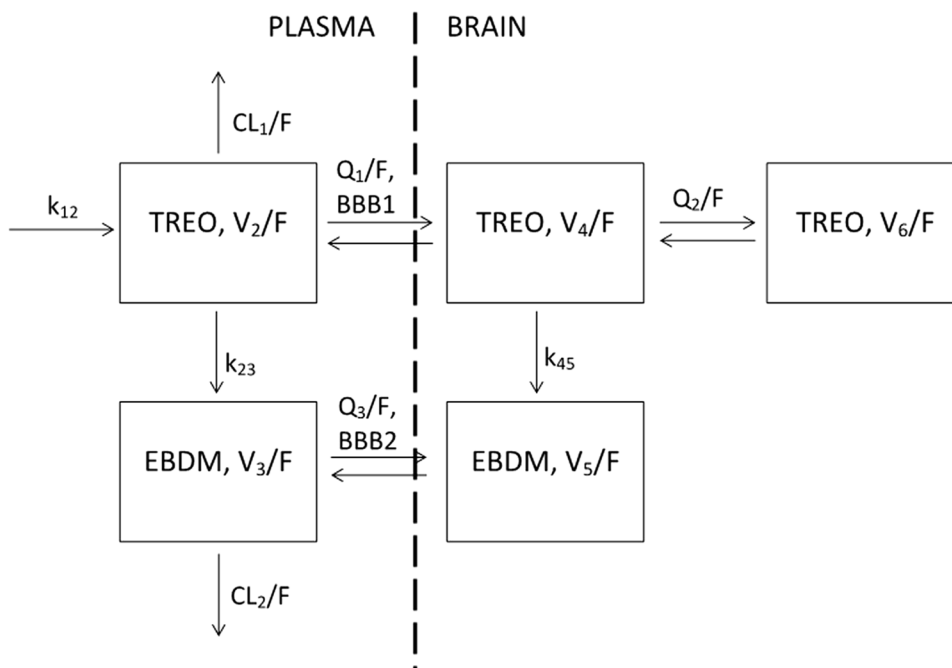 PLASMA
BRAIN
CL₁/F
k₁₂
TREO, V₂/F
Q₁/F,
BBB1
TREO, V₄/F
Q₂/F
TREO, V₆/F
k₂₃
k₄₅
EBDM, V₃/F
Q₃/F,
BBB2
EBDM, V₅/F
CL₂/F